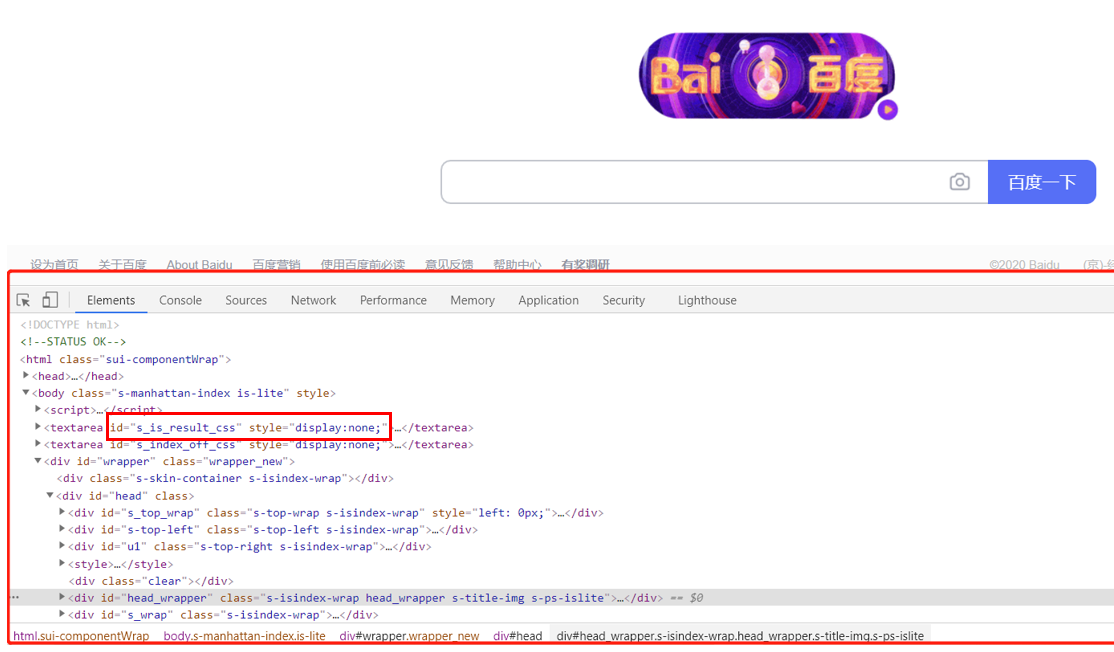 Bai 百度
百度一下
设为首页 关于百度 About Baidu 百度营销 使用百度前必读 意见反馈 帮助中心 有奖调研 ©2020 Baidu (京)-经
Elements Console Sources Network Performance Memory Application Security Lighthouse
<!DOCTYPE html>
<!--STATUS OK-->
<html class="sui-componentWrap">
<head>…</head>
<body class="s-manhattan-index is-lite" style>
<script>…</script>
<textarea id="s_is_result_css" style="display:none;">…</textarea>
<textarea id="s_index_off_css" style="display:none;">…</textarea>
<div id="wrapper" class="wrapper_new">
<div class="s-skin-container s-isindex-wrap"></div>
<div id="head" class>
<div id="s_top_wrap" class="s-top-wrap s-isindex-wrap" style="left: 0px;">…</div>
<div id="s-top-left" class="s-top-left s-isindex-wrap">…</div>
<div id="u1" class="s-top-right s-isindex-wrap">…</div>
<style>…</style>
<div class="clear"></div>
<div id="head_wrapper" class="s-isindex-wrap head_wrapper s-title-img s-ps-islite">…</div> == $0
<div id="s_wrap" class="s-isindex-wrap">…</div>
html.sui-componentWrap body.s-manhattan-index.is-lite div#wrapper.wrapper_new div#head div#head_wrapper.s-isindex-wrap.head_wrapper.s-title-img.s-ps-islite